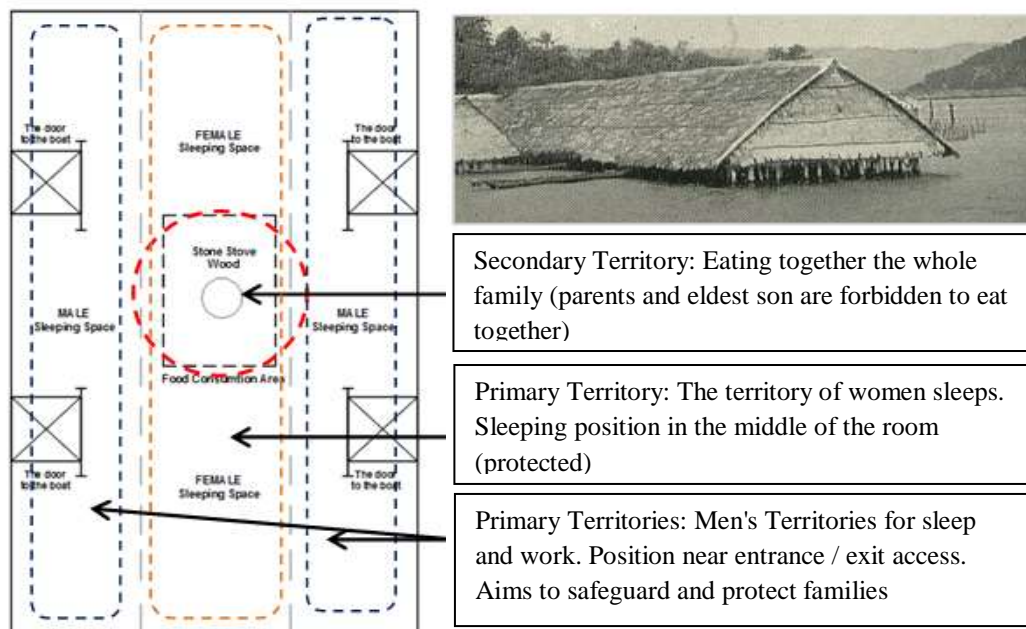 The door
to the boat
FEMALE
Sleeping Space
The door
to the boat
Stone Stove
Wood
MALE
Sleeping Space
MALE
Sleeping Space
Food Consumtion Area
The door
to the boat
FEMALE
Sleeping Space
The door
to the boat
Secondary Territory: Eating together the whole
family (parents and eldest son are forbidden to eat
together)
Primary Territory: The territory of women sleeps.
Sleeping position in the middle of the room
(protected)
Primary Territories: Men's Territories for sleep
and work. Position near entrance / exit access.
Aims to safeguard and protect families